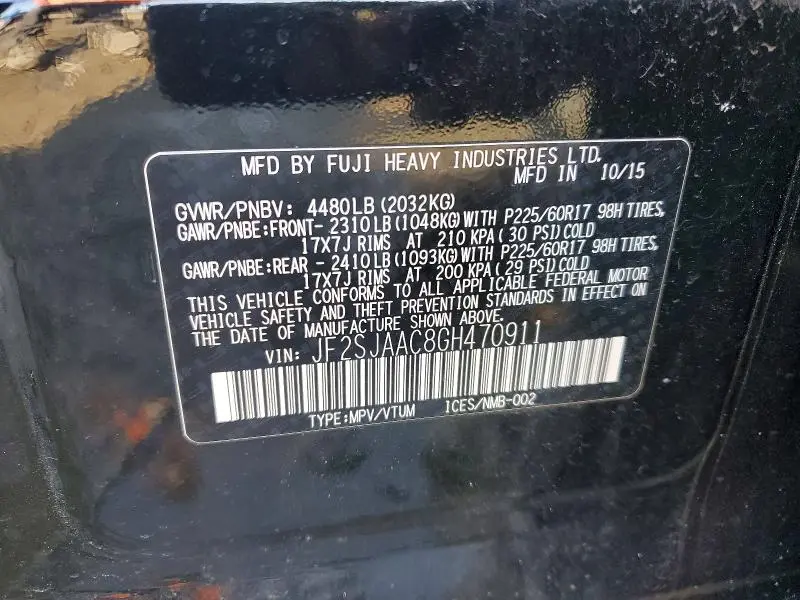 MFD BY FUJI HEAVY INDUSTRIES LTD.
MFD IN 10/15
GVWR/PNBV: 4480LB (2032KG)
GAWR/PNBE:FRONT- 2310LB(1048KG)WITH P225/60R17 98H TIRES,
17X7J RIMS AT 210 KPA(30 PSI)COLD
GAWR/PNBE:REAR - 2410LB(1093KG)WITH P225/60R17 98H TIRES,
17X7J RIMS AT 200 KPA(29 PSI)COLD
THIS VEHICLE CONFORMS TO ALL APPLICABLE FEDERAL MOTOR
VEHICLE SAFETY AND THEFT PREVENTION STANDARDS IN EFFECT ON
THE DATE OF MANUFACTURE SHOWN ABOVE.
VIN: JF2SJAAC8GH470911
TYPE:MPV/VTUM ICES/NMB-002